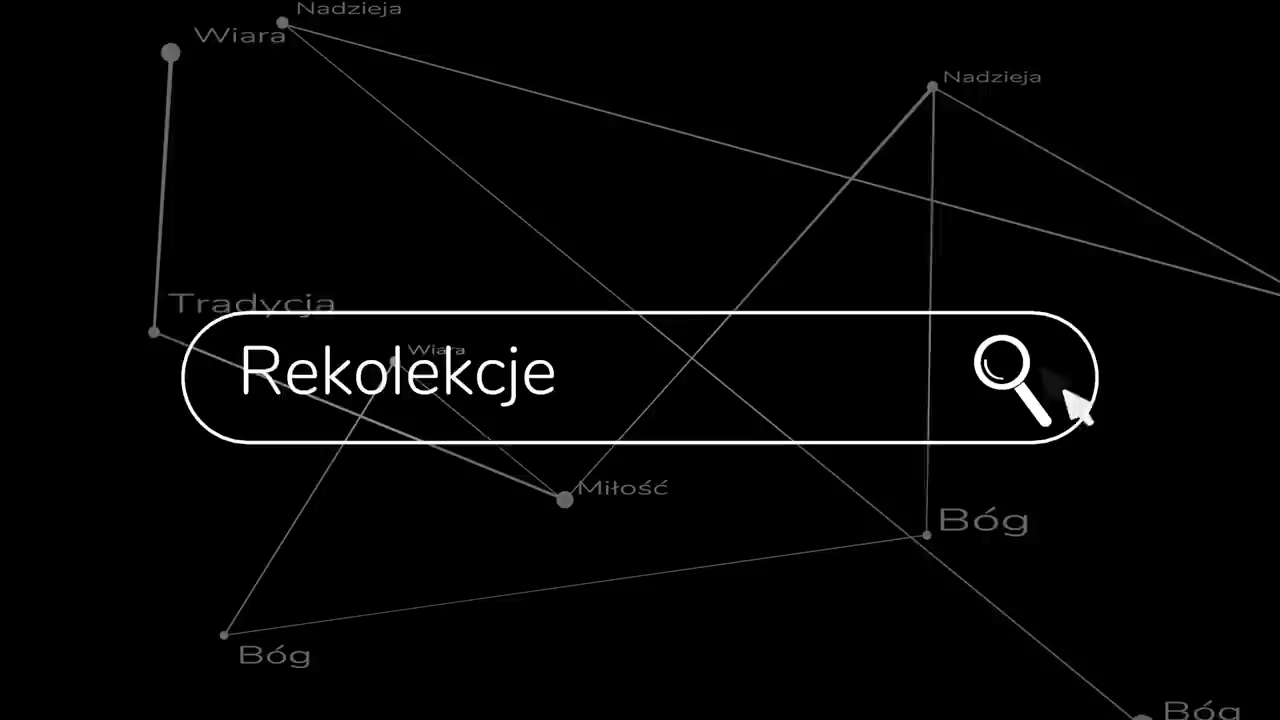 Nadzieja
Wiara
Nadzieja
Tradycja
Wiara
Rekolekcje
Miłość
Bóg
Bóg
Bóg